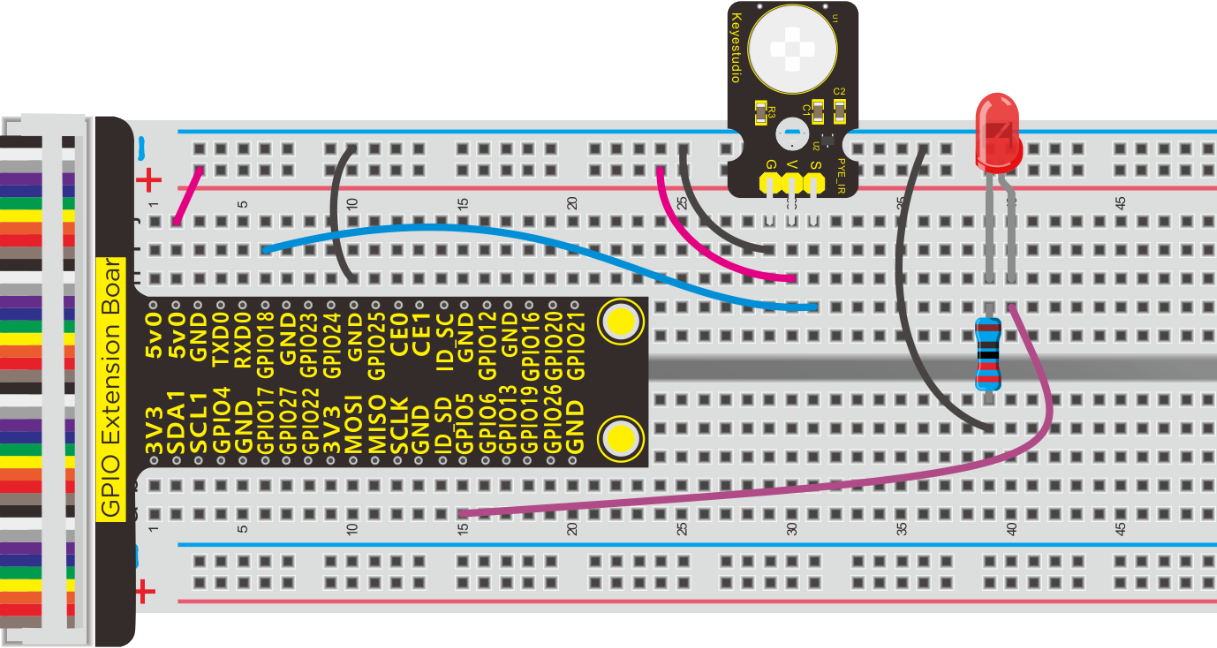 Keyestudio
U1
R3
C1
C2
U2
G
V
S
PYE_IR
-
+
1
5
10
15
20
25
30
35
40
45
GPIO Extension Boar
5v0
5v0
GND
TXD0
RXD0
GPIO18
GND
GPIO23
GPIO24
GND
GPIO25
CE0
CE1
ID_SC
GND
GPIO12
GND
GPIO16
GPIO20
GPIO21
3V3
SDA1
SCL1
GPIO4
GND
GPIO17
GPIO27
GPIO22
3V3
MOSI
MISO
SCLK
GND
ID_SD
GPIO5
GPIO6
GPIO13
GPIO19
GPIO26
GND
1
5
10
15
20
25
30
35
40
45
+